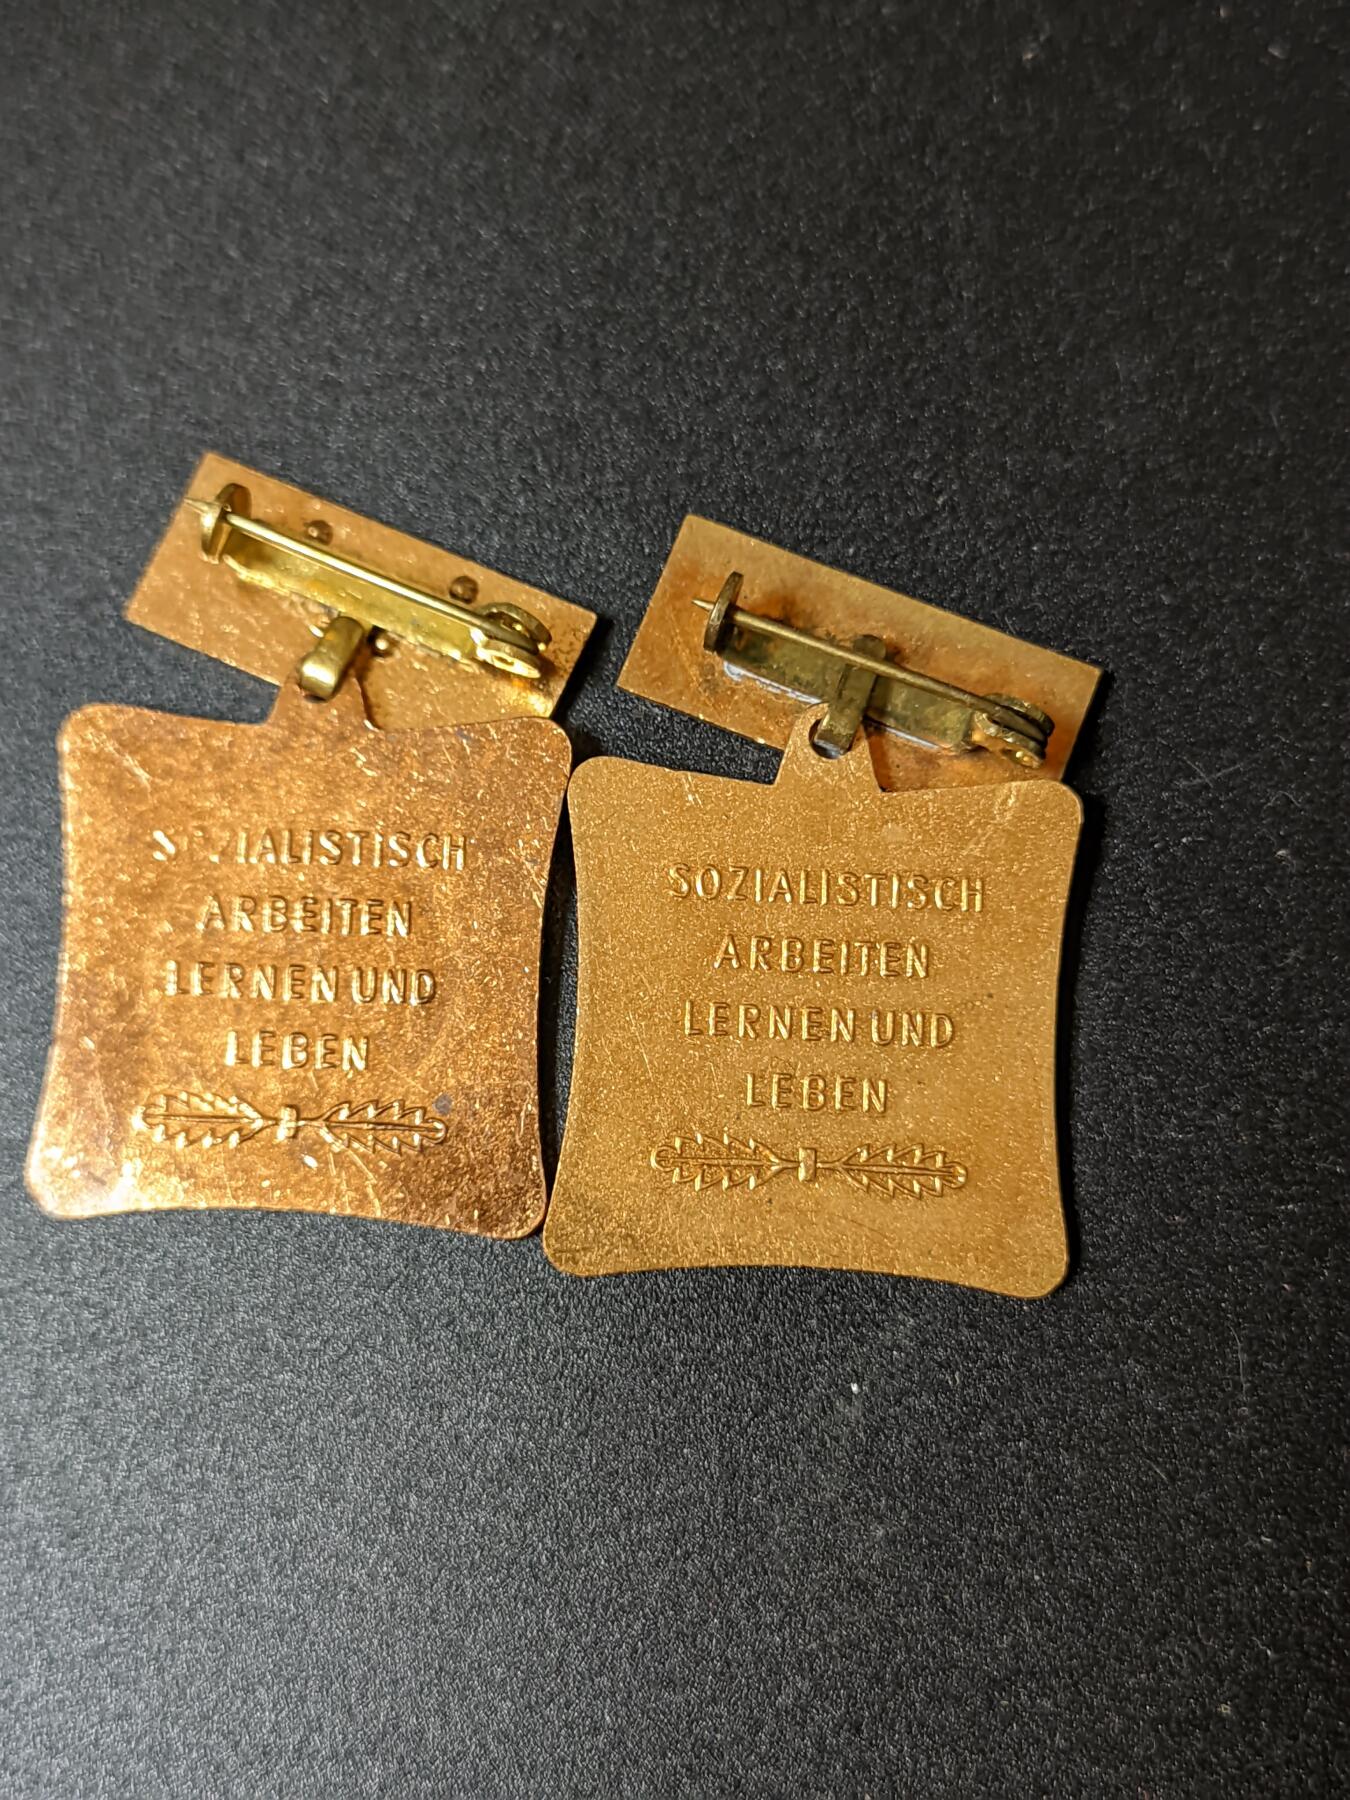 SOZIALISTISCH
ARBEITEN
LERNEN UND
LEBEN
SOZIALISTISCH
ARBEITEN
LERNEN UND
LEBEN